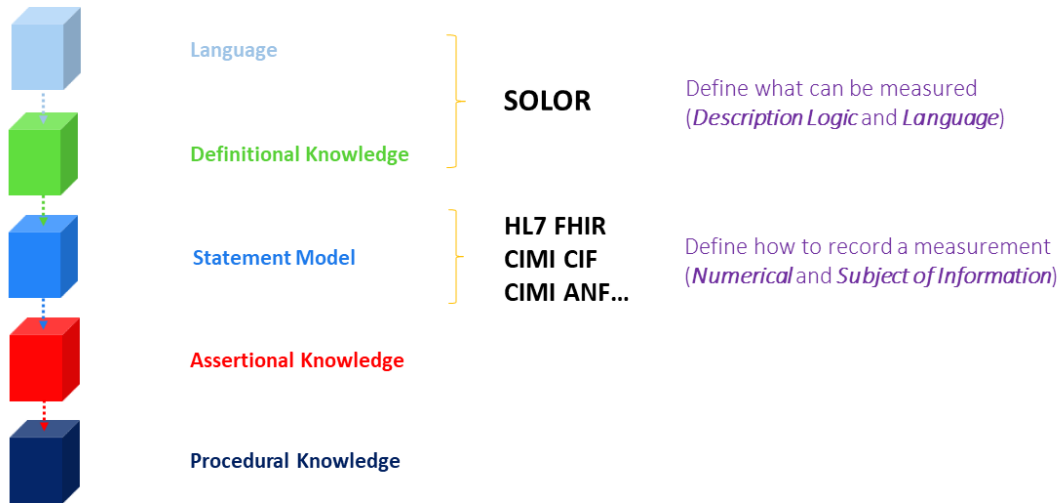 Language
SOLOR
Define what can be measured
(Description Logic and Language)
Definitional Knowledge
HL7 FHIR
CIMI CIF
CIMI ANF…
Statement Model
Define how to record a measurement
(Numerical and Subject of Information)
Assertional Knowledge
Procedural Knowledge